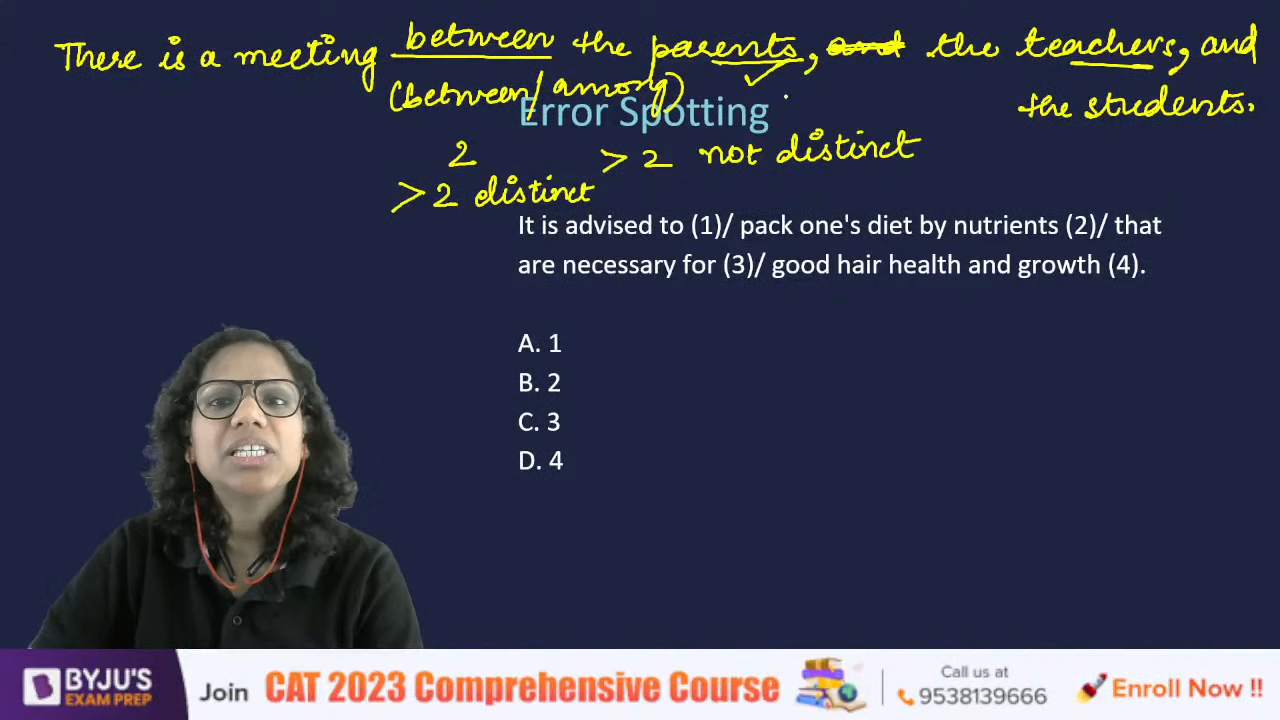 There is a meeting between the parents, and the teachers, and
(between/among) the students.
Error Spotting
2 > 2 not distinct
> 2 distinct
It is advised to (1)/ pack one's diet by nutrients (2)/ that
are necessary for (3)/ good hair health and growth (4).
A. 1
B. 2
C. 3
D. 4
BYJU'S
EXAM PREP
Join CAT 2023 Comprehensive Course
Call us at
9538139666
Enroll Now !!